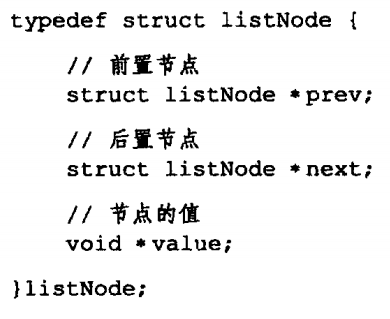 typedef struct listNode {
// 前置节点
struct listNode *prev;
// 后置节点
struct listNode *next;
// 节点的值
void *value;
}listNode;